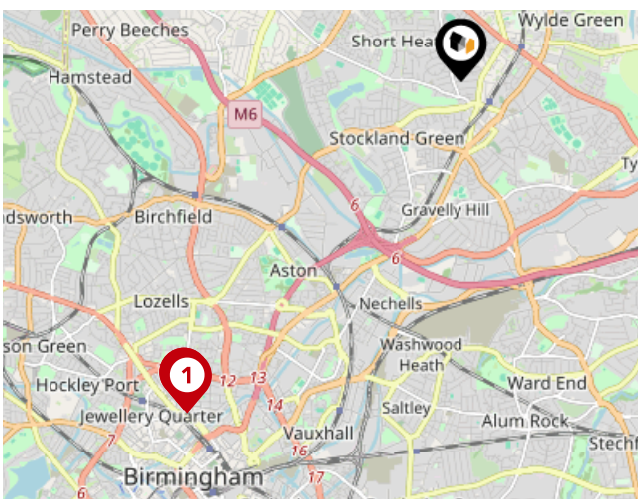 Wylde Green
Perry Beeches
Short Hea
Hamstead
M6
Stockland Green
Ty
6
Gravelly Hill
ndsworth
Birchfield
6
Aston
Lozells
Nechells
son Green
Washwood
Heath
1
Hockley Port
12
13
Ward End
14
Saltley
Jewellery Quarter
Alum Rock
Vauxhall
7
Stechf
16
Birmingham
17
6